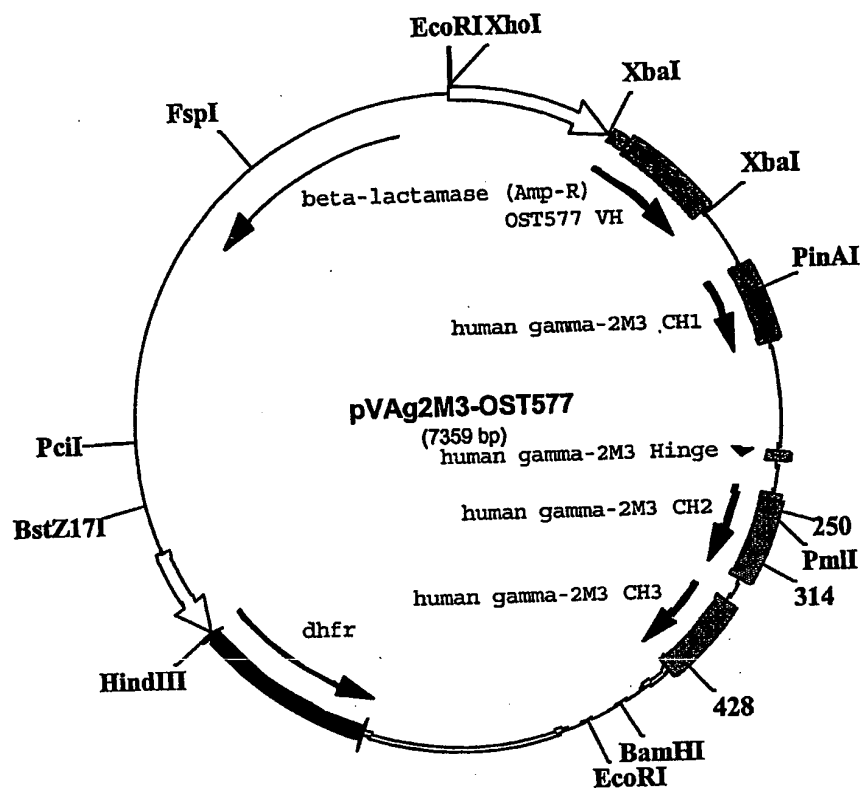 EcoRI XhoI
XbaI
FspI
XbaI
beta-lactamase (Amp-R)
OST577 VH
PinAI
human gamma-2M3 CH1
pVAg2M3-OST577
(7359 bp)
PciI
human gamma-2M3 Hinge
human gamma-2M3 CH2
250
BstZ17I
PmlI
human gamma-2M3 CH3
314
dhfr
HindIII
428
BamHI
EcoRI